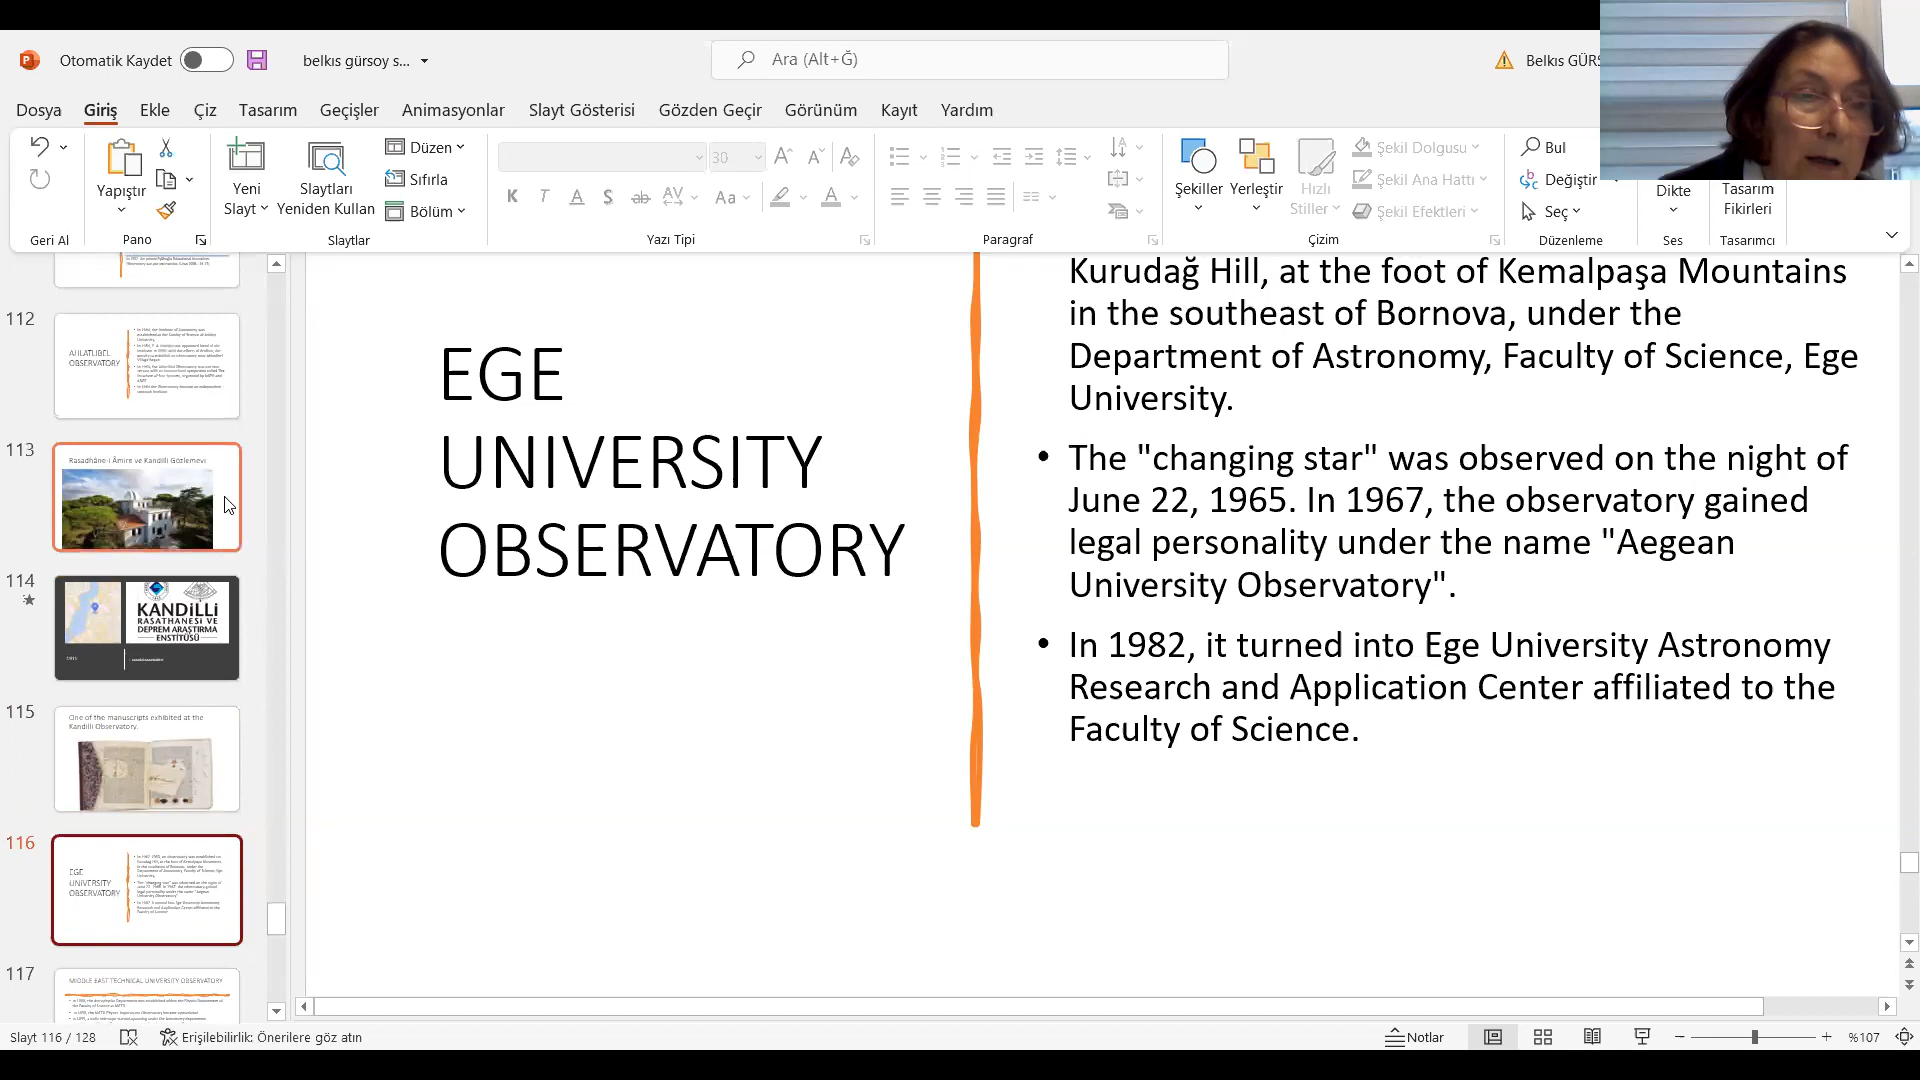 Otomatik Kaydet
belkıs gürsoy s...
Ara (Alt+Ğ)
Belkıs GÜRS
Dosya Giriş Ekle Çiz Tasarım Geçişler Animasyonlar Slayt Gösterisi Gözden Geçir Görünüm Kayıt Yardım
Yapıştır
Yeni Slayt
Slaytları Yeniden Kullan
Düzen
Sıfırla
Bölüm
30
K T A S ab AV Aa A
Şekiller
Yerleştir
Hızlı Stiller
Şekil Dolgusu
Şekil Ana Hattı
Şekil Efektleri
Bul
Değiştir
Seç
Dikte
Tasarım Fikirleri
Geri Al Pano Slaytlar Yazı Tipi Paragraf Çizim Düzenleme Ses Tasarımcı
112
AHLATLIBEL
OBSERVATORY
113
Rasadhâne-i Âmire ve Kandilli Gözlemevi
114
KANDİLLİ
RASATHANESİ VE
DEPREM ARAŞTIRMA
ENSTİTÜSÜ
115
One of the manuscripts exhibited at the
Kandilli Observatory.
116
EGE
UNIVERSITY
OBSERVATORY
117
MIDDLE EAST TECHNICAL UNIVERSITY OBSERVATORY
EGE
UNIVERSITY
OBSERVATORY
Kurudağ Hill, at the foot of Kemalpaşa Mountains
in the southeast of Bornova, under the
Department of Astronomy, Faculty of Science, Ege
University.
• The "changing star" was observed on the night of
June 22, 1965. In 1967, the observatory gained
legal personality under the name "Aegean
University Observatory".
• In 1982, it turned into Ege University Astronomy
Research and Application Center affiliated to the
Faculty of Science.
Slayt 116 / 128
Erişilebilirlik: Önerilere göz atın
Notlar
%107